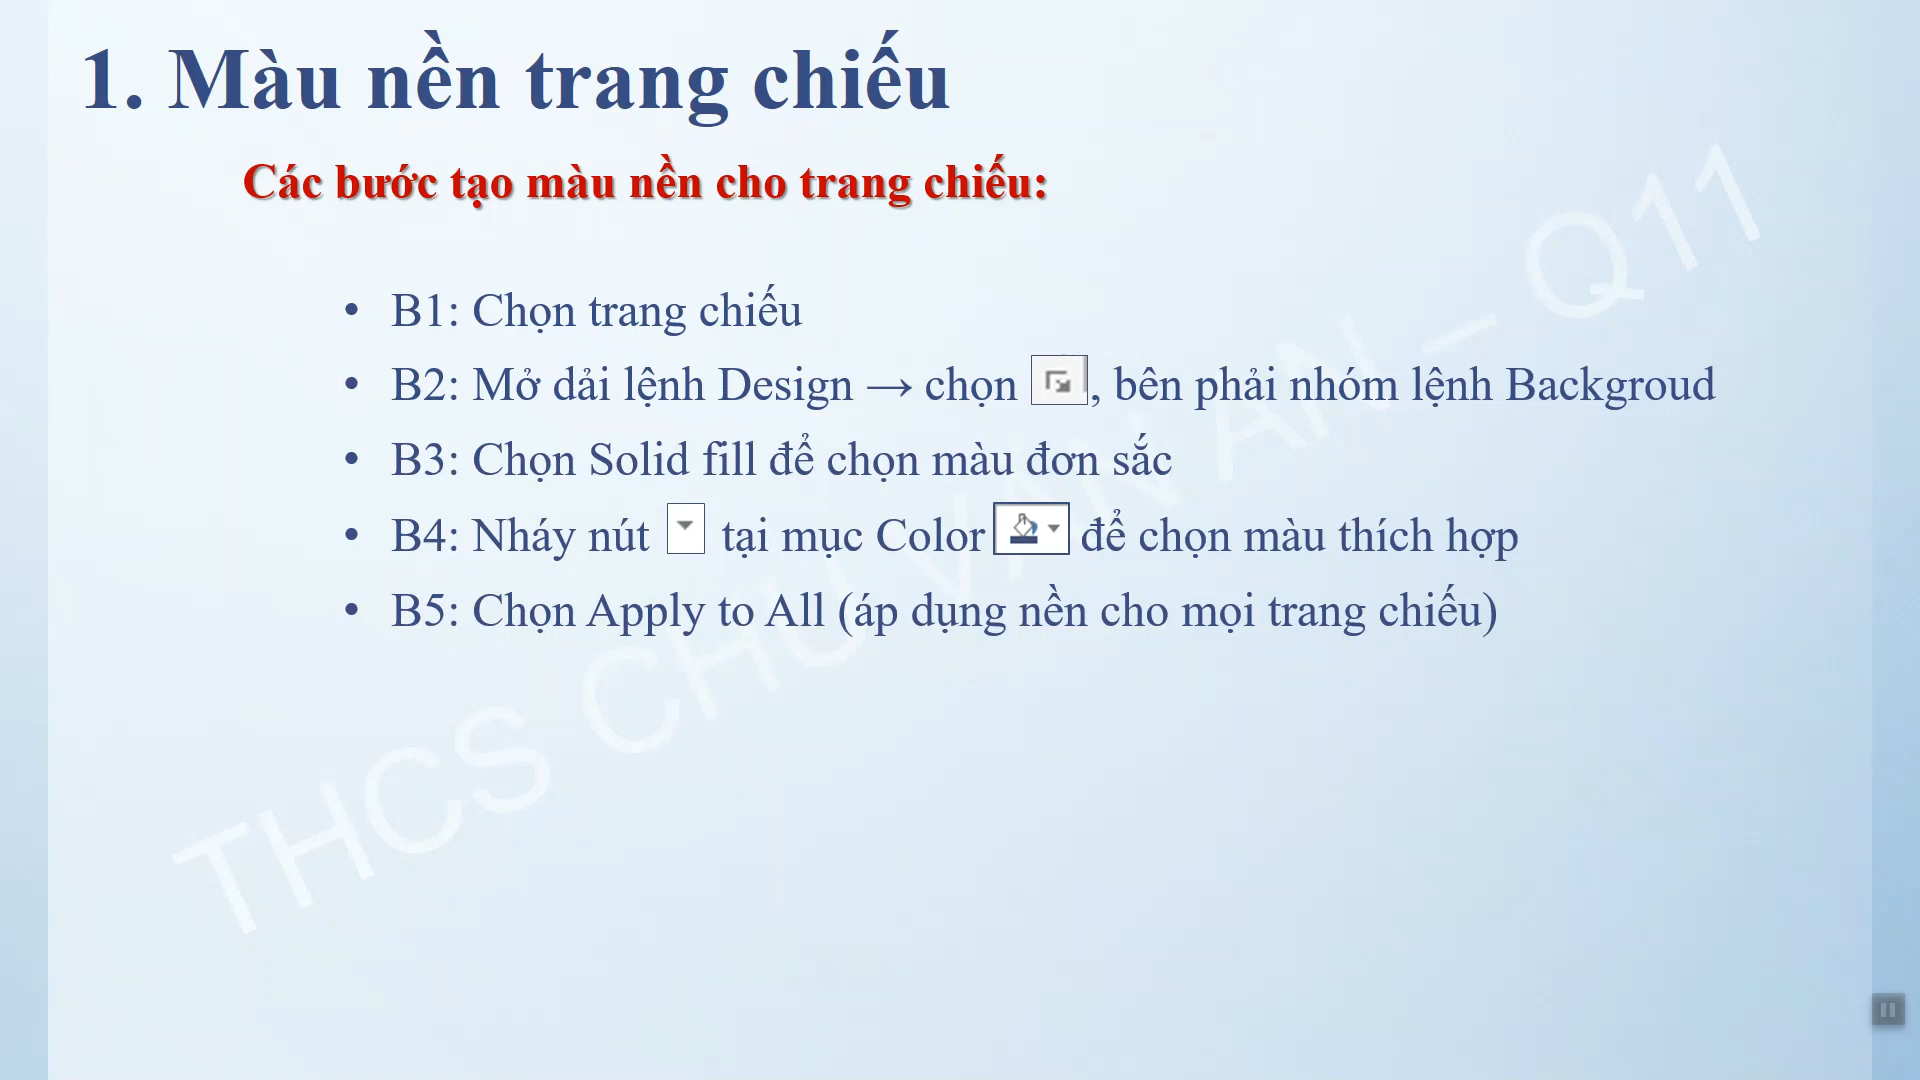 1. Màu nền trang chiếu
Các bước tạo màu nền cho trang chiếu:
• B1: Chọn trang chiếu
• B2: Mở dải lệnh Design → chọn , bên phải nhóm lệnh Backgroud
• B3: Chọn Solid fill để chọn màu đơn sắc
• B4: Nháy nút tại mục Color để chọn màu thích hợp
• B5: Chọn Apply to All (áp dụng nền cho mọi trang chiếu)
THCS CHU VAN AN – Q11